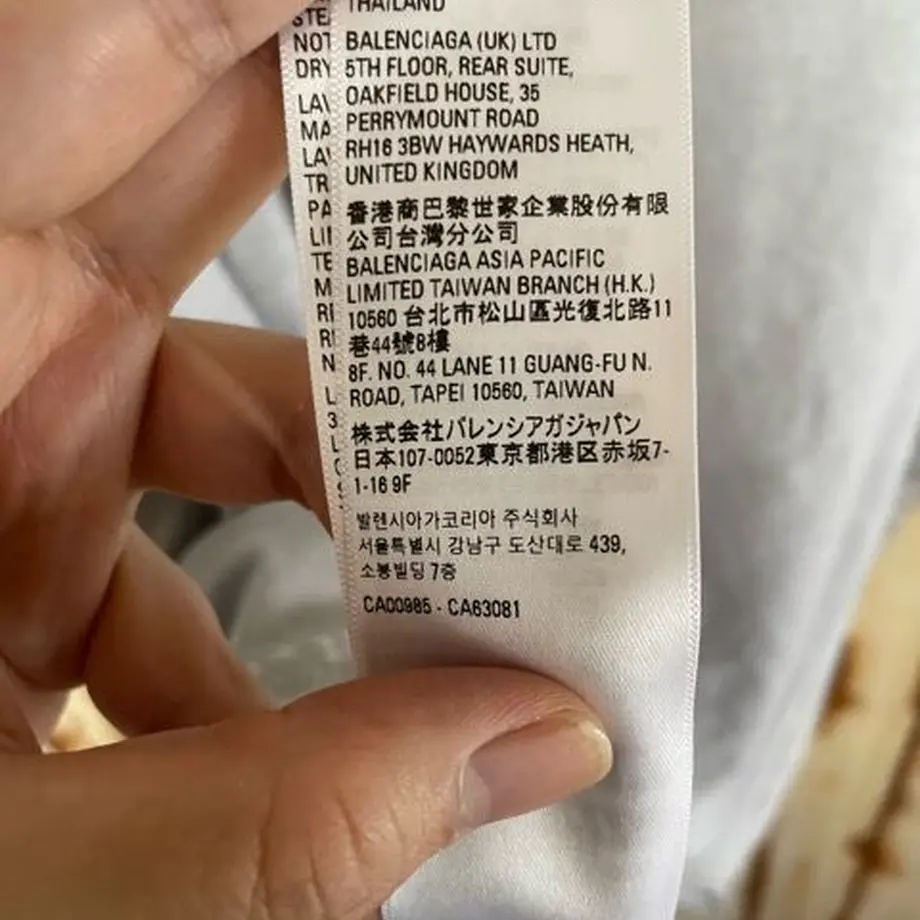 THAILAND
BALENCIAGA (UK) LTD
5TH FLOOR, REAR SUITE,
OAKFIELD HOUSE, 35
PERRYMOUNT ROAD
RH16 3BW HAYWARDS HEATH,
UNITED KINGDOM
香港商巴黎世家企業股份有限
公司台灣分公司
BALENCIAGA ASIA PACIFIC
LIMITED TAIWAN BRANCH (H.K.)
10560 台北市松山區光復北路11
巷44號8樓
8F. NO. 44 LANE 11 GUANG-FU N.
ROAD, TAPEI 10560, TAIWAN
株式会社バレンシアガジャパン
日本107-0052東京都港区赤坂7-
1-16 9F
발렌시아가코리아 주식회사
서울특별시 강남구 도산대로 439,
소봉빌딩 7층
CA00985 - CA63081
NOT
DRY